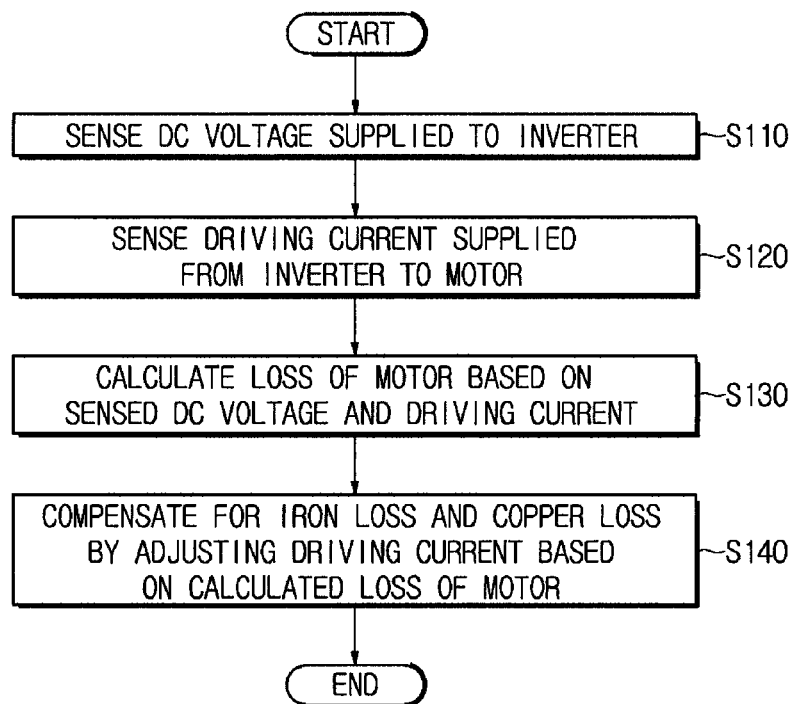 START
SENSE DC VOLTAGE SUPPLIED TO INVERTER
S110
SENSE DRIVING CURRENT SUPPLIED
FROM INVERTER TO MOTOR
S120
CALCULATE LOSS OF MOTOR BASED ON
SENSED DC VOLTAGE AND DRIVING CURRENT
S130
COMPENSATE FOR IRON LOSS AND COPPER LOSS
BY ADJUSTING DRIVING CURRENT BASED
ON CALCULATED LOSS OF MOTOR
S140
END